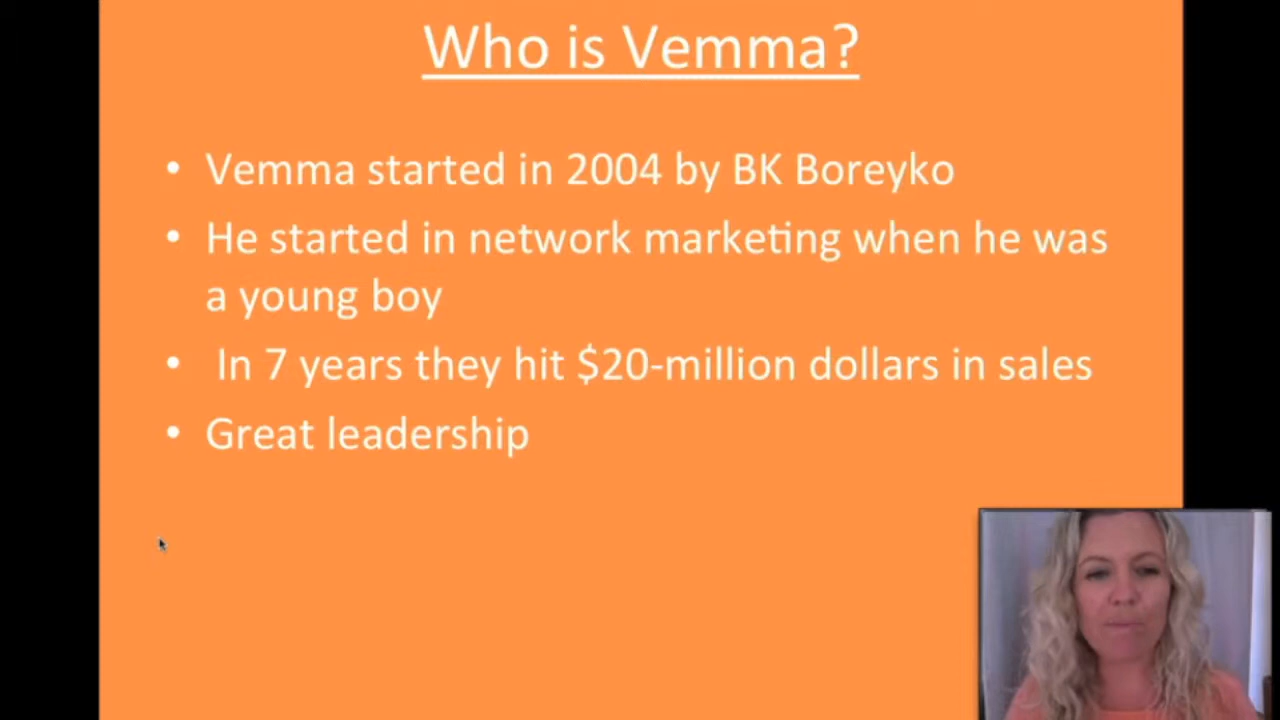 Who is Vemma?
• Vemma started in 2004 by BK Boreyko
• He started in network marketing when he was
a young boy
• In 7 years they hit $20-million dollars in sales
• Great leadership